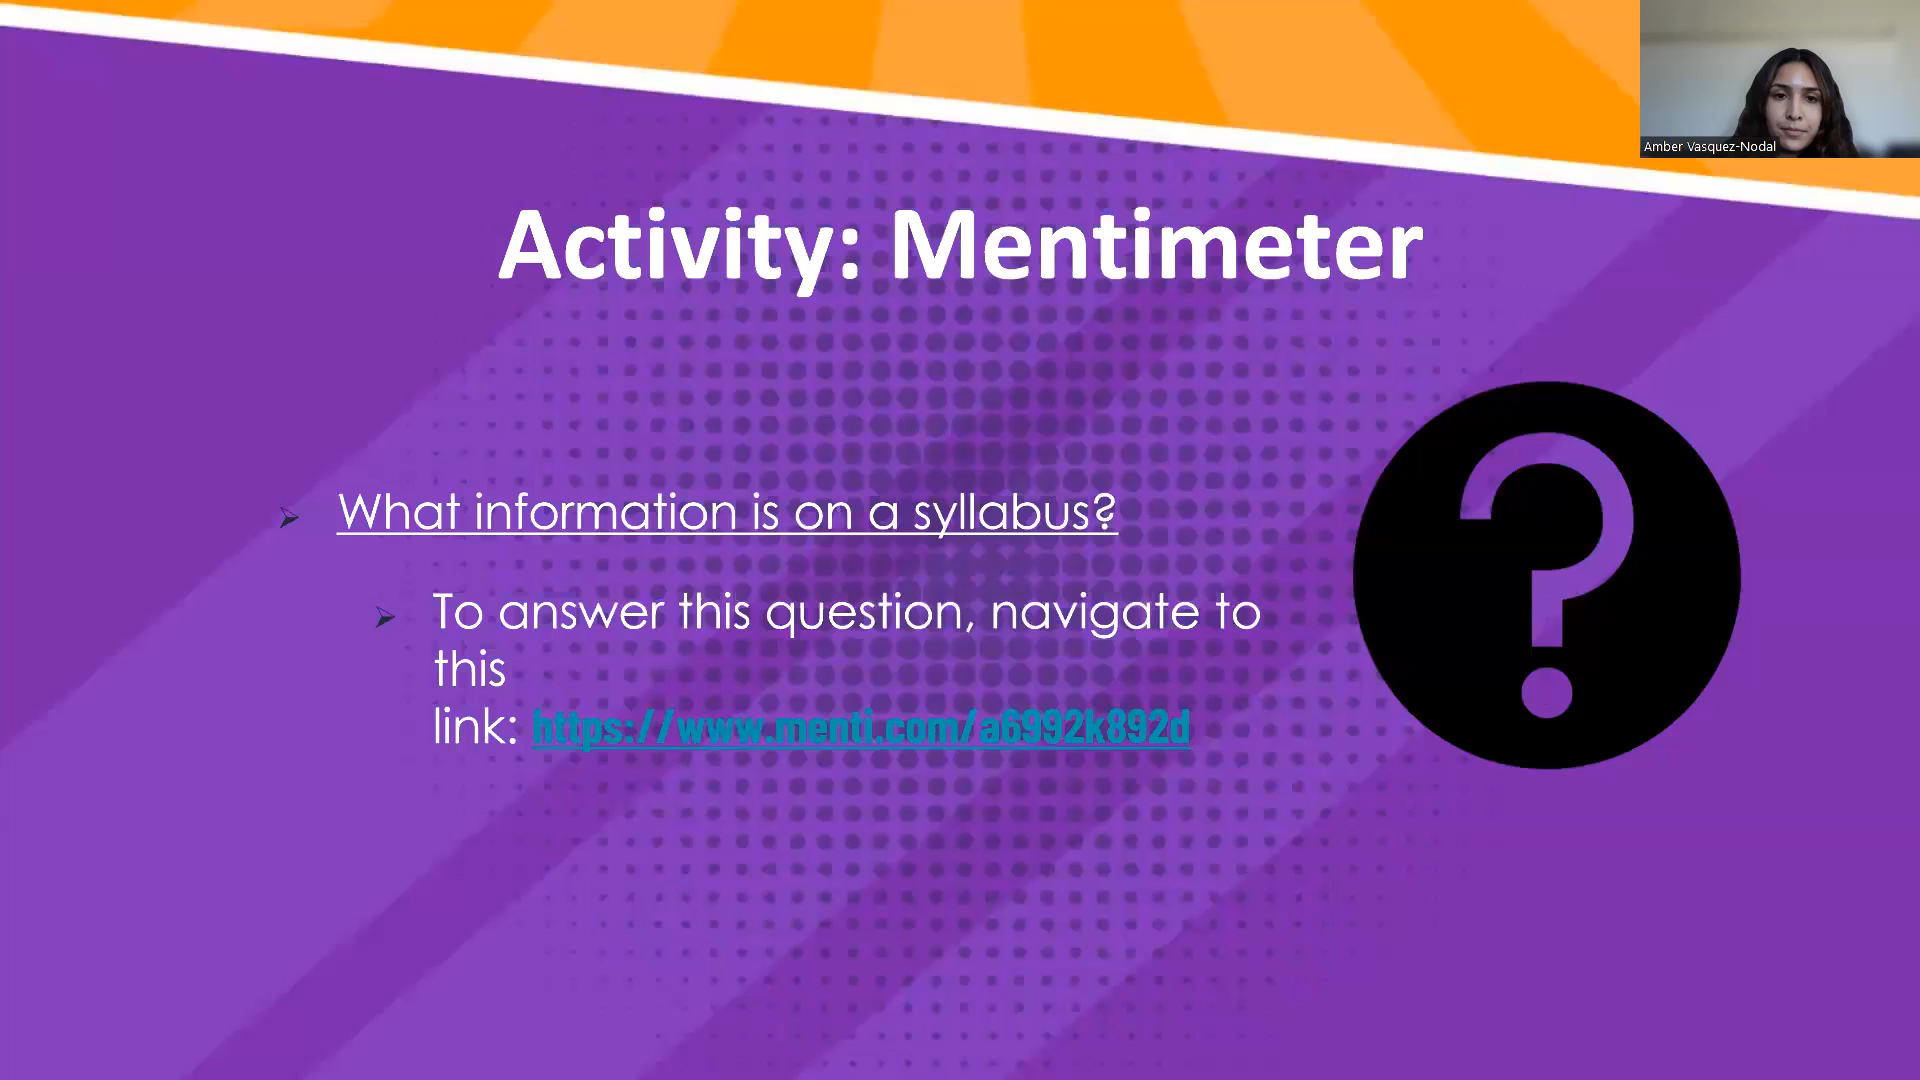 Amber Vasquez-Nodal
Activity: Mentimeter
What information is on a syllabus?
To answer this question, navigate to
this
link: https://www.menti.com/a6992k892d
?